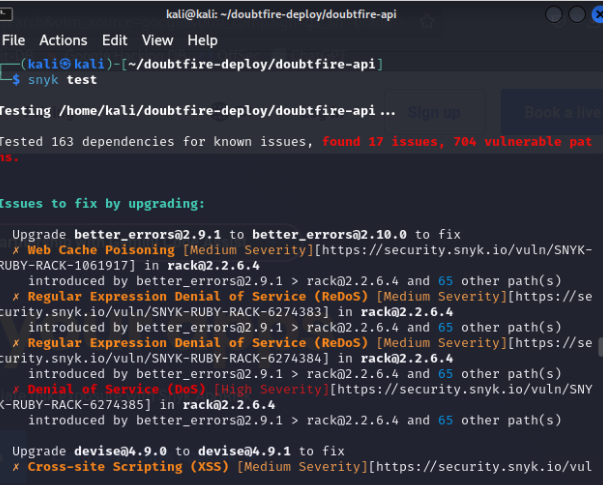 kali@kali: ~/doubtfire-deploy/doubtfire-api
File Actions Edit View Help
┌──(kali㉿kali)-[~/doubtfire-deploy/doubtfire-api]
└─$ snyk test
Testing /home/kali/doubtfire-deploy/doubtfire-api...
Sign up
Book a live
Tested 163 dependencies for known issues, found 17 issues, 704 vulnerable pat
hs.
Issues to fix by upgrading:
Upgrade better_errors@2.9.1 to better_errors@2.10.0 to fix
✗ Web Cache Poisoning [Medium Severity][https://security.snyk.io/vuln/SNYK-
RUBY-RACK-1061917] in rack@2.2.6.4
introduced by better_errors@2.9.1 > rack@2.2.6.4 and 65 other path(s)
✗ Regular Expression Denial of Service (ReDoS) [Medium Severity][https://se
curity.snyk.io/vuln/SNYK-RUBY-RACK-6274383] in rack@2.2.6.4
introduced by better_errors@2.9.1 > rack@2.2.6.4 and 65 other path(s)
✗ Regular Expression Denial of Service (ReDoS) [Medium Severity][https://se
curity.snyk.io/vuln/SNYK-RUBY-RACK-6274384] in rack@2.2.6.4
introduced by better_errors@2.9.1 > rack@2.2.6.4 and 65 other path(s)
✗ Denial of Service (DoS) [High Severity][https://security.snyk.io/vuln/SNY
K-RUBY-RACK-6274385] in rack@2.2.6.4
introduced by better_errors@2.9.1 > rack@2.2.6.4 and 65 other path(s)
Upgrade devise@4.9.0 to devise@4.9.1 to fix
✗ Cross-site Scripting (XSS) [Medium Severity][https://security.snyk.io/vul